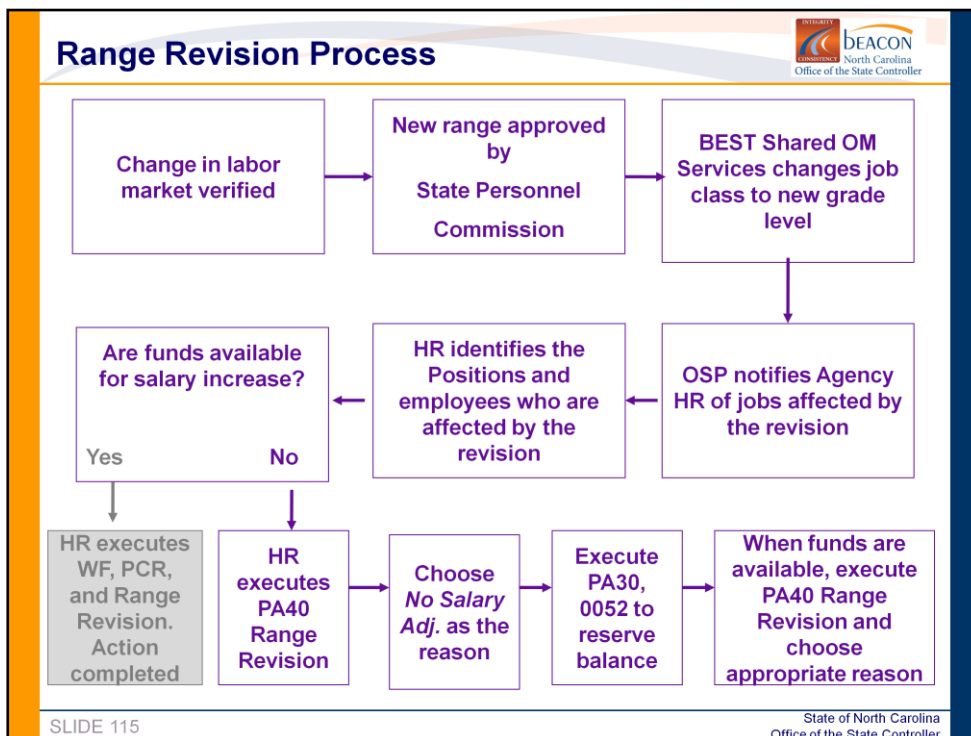 Range Revision Process
INTEGRITY
CONSISTENCY
bEACON
North Carolina
Office of the State Controller
Change in labor
market verified
New range approved
by
State Personnel
Commission
BEST Shared OM
Services changes job
class to new grade
level
OSP notifies Agency
HR of jobs affected by
the revision
HR identifies the
Positions and
employees who are
affected by the
revision
Are funds available
for salary increase?
Yes
No
HR executes
WF, PCR,
and Range
Revision.
Action
completed
HR
executes
PA40
Range
Revision
Choose
No Salary
Adj. as the
reason
Execute
PA30,
0052 to
reserve
balance
When funds are
available, execute
PA40 Range
Revision and
choose
appropriate reason
SLIDE 115
State of North Carolina
Office of the State Controller